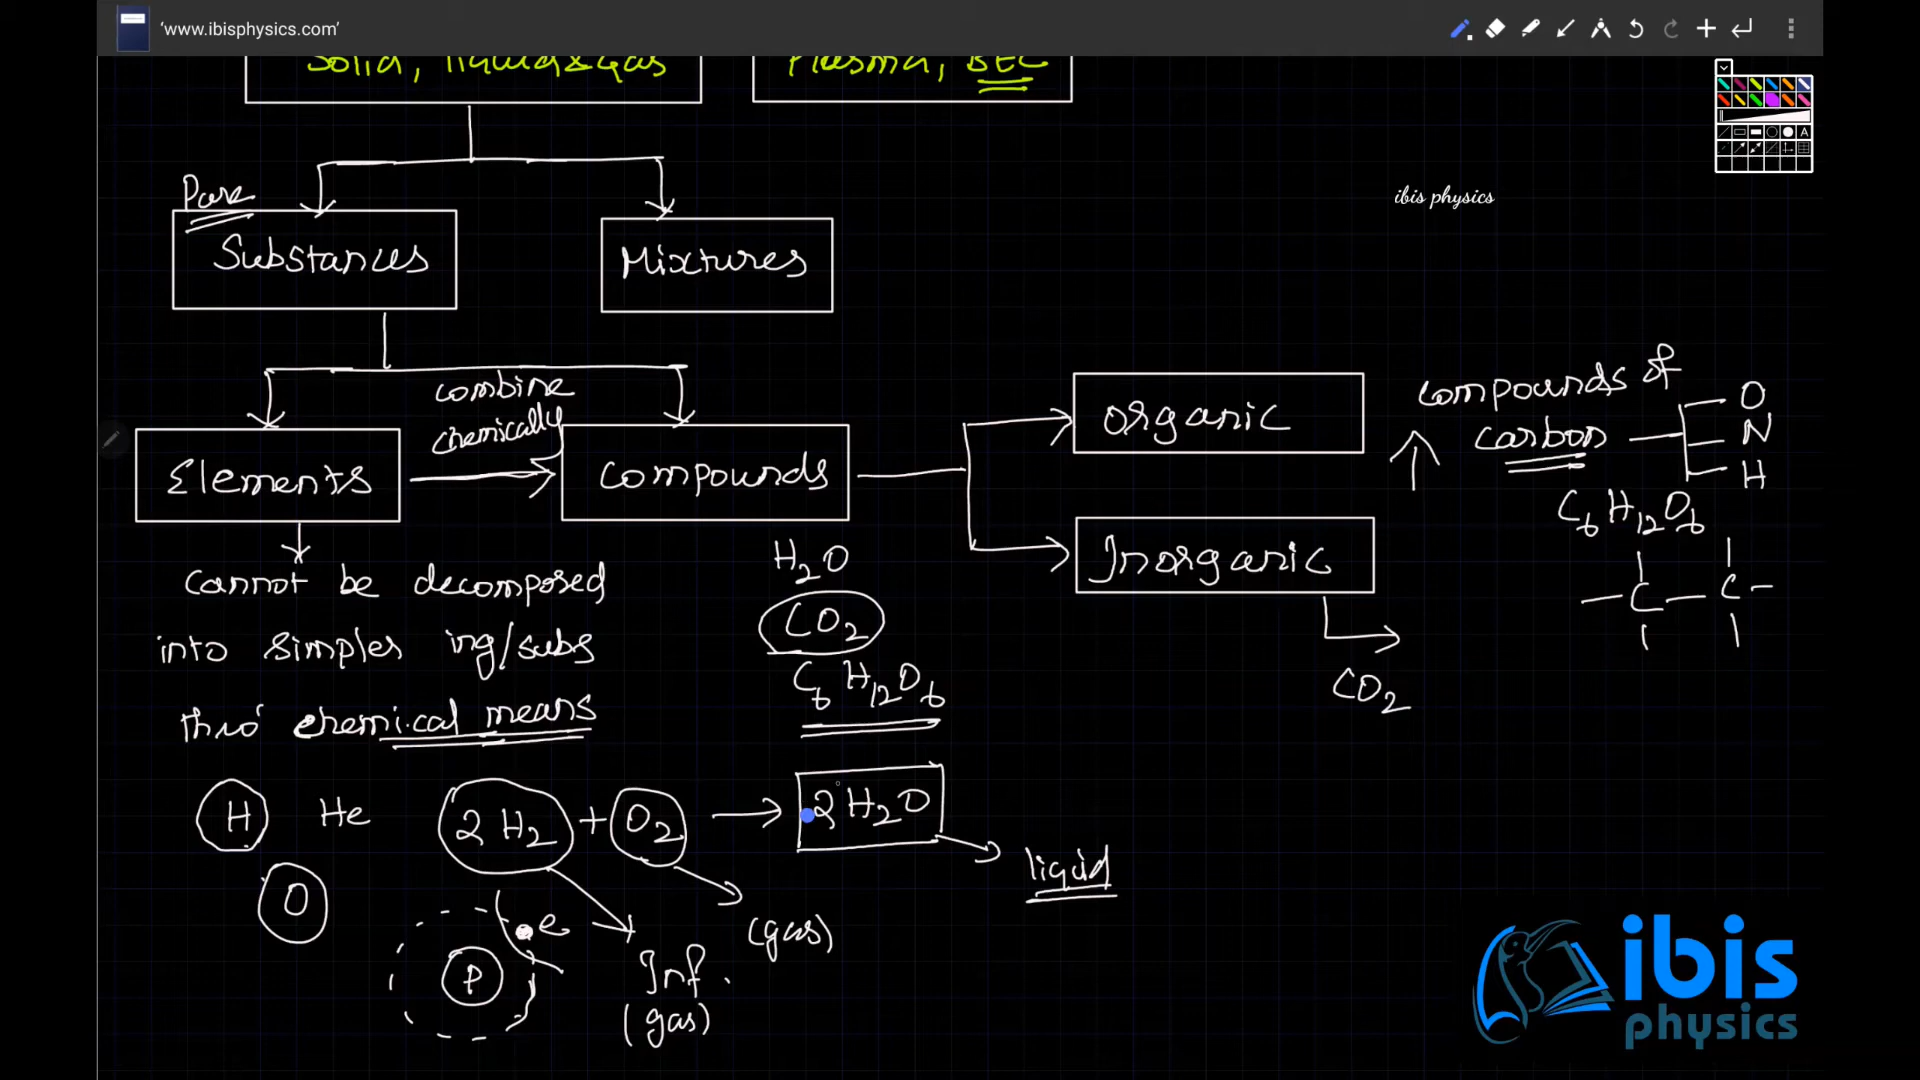 'www.ibisphysics.com'
Solid, liquid & Gas
Plasma, BEC
A
ibis physics
Pure
Substances
Mixtures
combine
chemically
Elements
Compounds
Organic
compounds of
carbon
O
N
H
C6H12O6
Inorganic
C C
CO2
cannot be decomposed
into simples ing/subs
thro' chemical means
H2O
CO2
C6H12O6
H He 2H2 + O2 2H2O
liquid
O
e
P
(gas)
Inf.
(gas)
ibis
physics